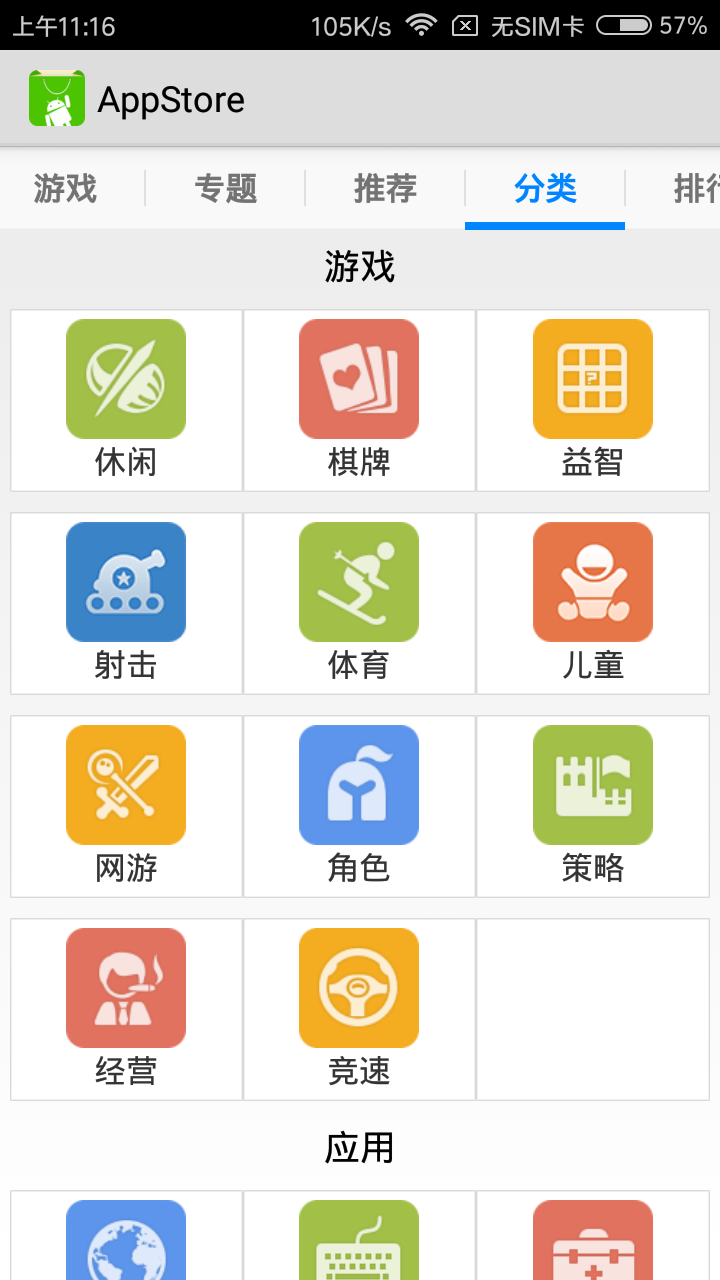 上午11:16 105K/s 无SIM卡 57%
AppStore
游戏 专题 推荐 分类 排行
游戏
?
休闲 棋牌 益智
射击 体育 儿童
网游 角色 策略
经营 竞速
应用